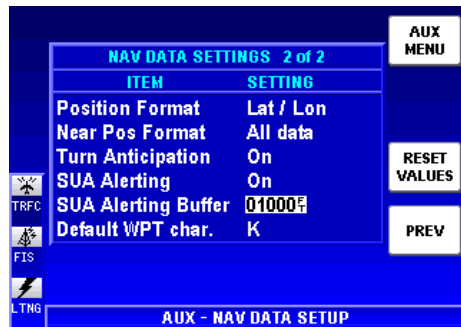 AUX
MENU
NAV DATA SETTINGS 2 of 2
ITEM SETTING
Position Format Lat / Lon
Near Pos Format All data
Turn Anticipation On
SUA Alerting On
SUA Alerting Buffer 01000FT
Default WPT char. K
RESET
VALUES
PREV
TRFC
FIS
LTNG
AUX - NAV DATA SETUP